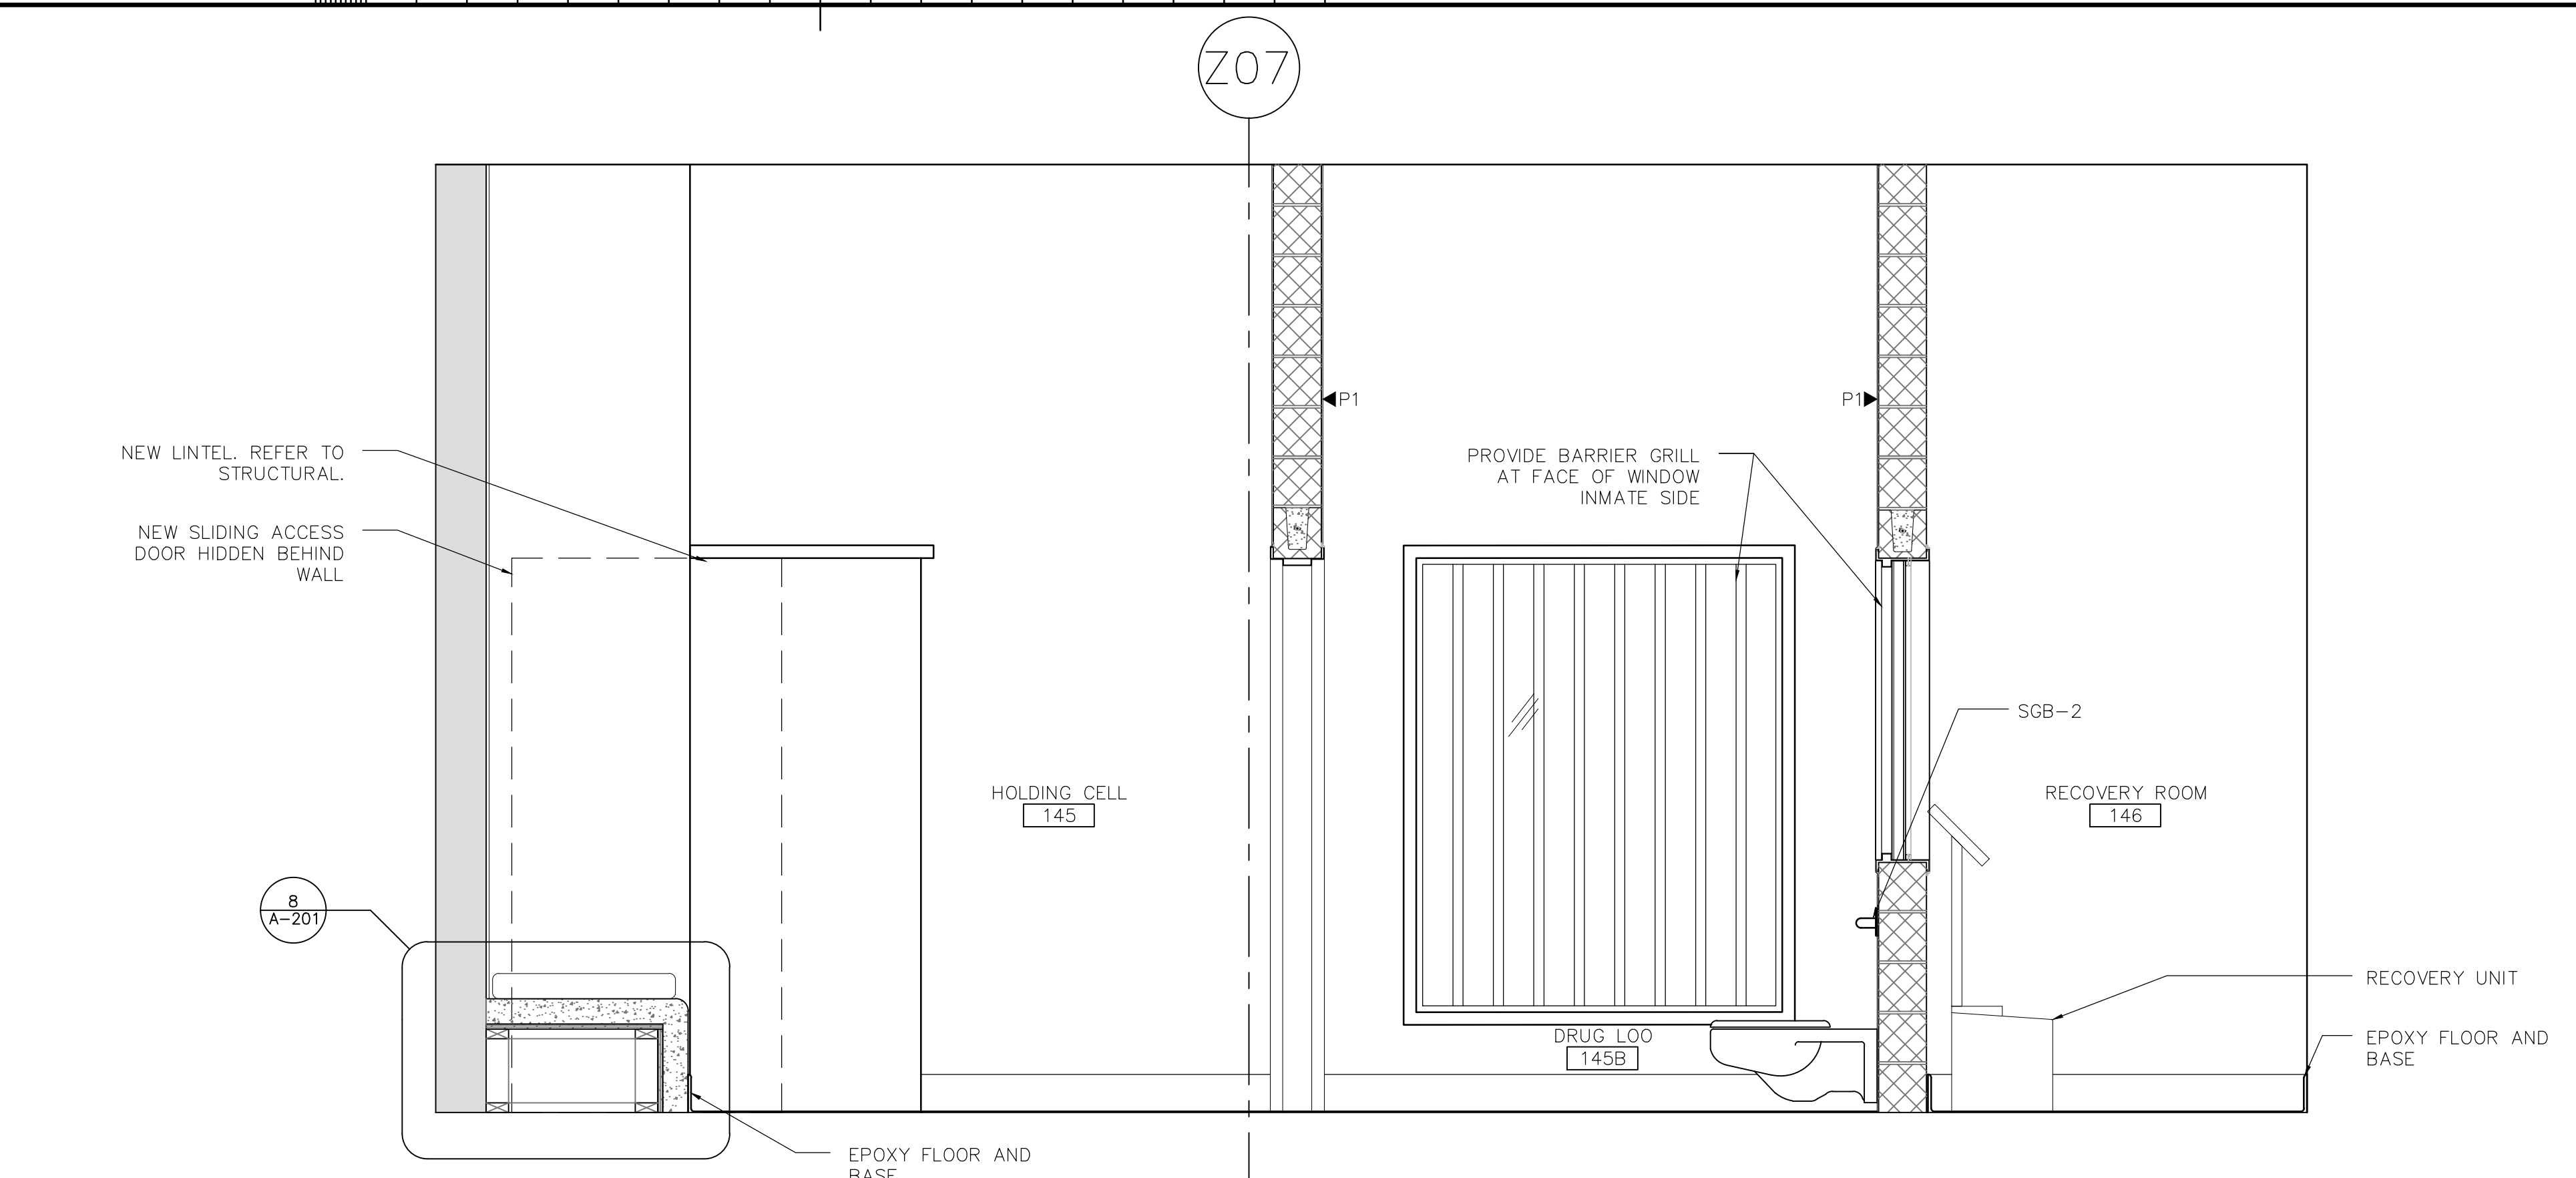 Z07
P1
P1
NEW LINTEL. REFER TO
STRUCTURAL.
NEW SLIDING ACCESS
DOOR HIDDEN BEHIND
WALL
PROVIDE BARRIER GRILL
AT FACE OF WINDOW
INMATE SIDE
SGB-2
HOLDING CELL
145
RECOVERY ROOM
146
8
A-201
RECOVERY UNIT
DRUG LOO
145B
EPOXY FLOOR AND
BASE
EPOXY FLOOR AND
BASE